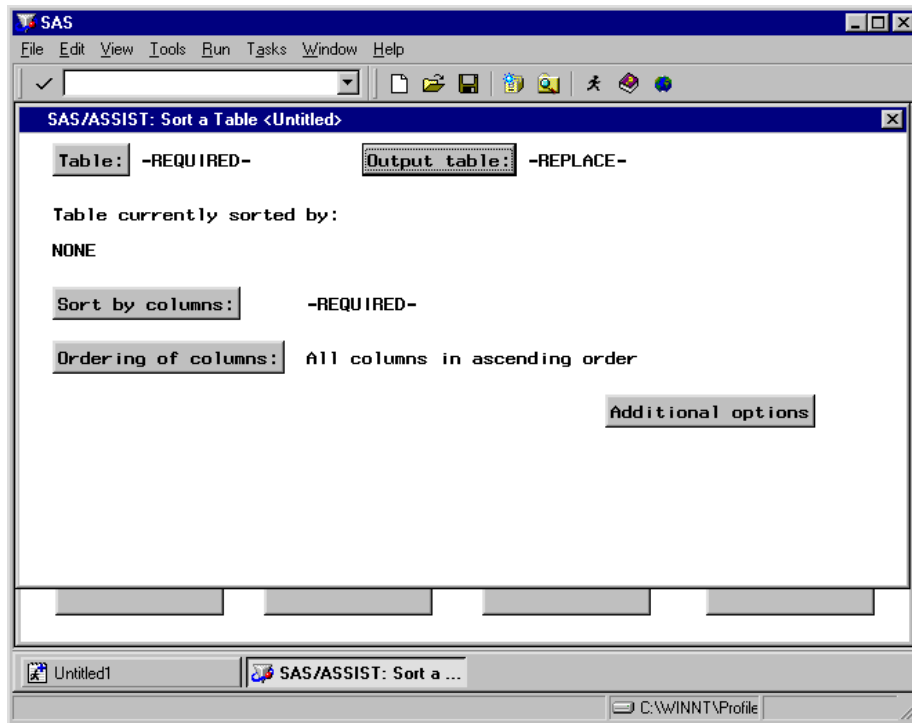 SAS
File Edit View Tools Run Tasks Window Help
SAS/ASSIST: Sort a Table <Untitled>
Table: -REQUIRED- Output table: -REPLACE-
Table currently sorted by:
NONE
Sort by columns: -REQUIRED-
Ordering of columns: All columns in ascending order
Additional options
Untitled1 SAS/ASSIST: Sort a ...
C:\WINNT\Profile